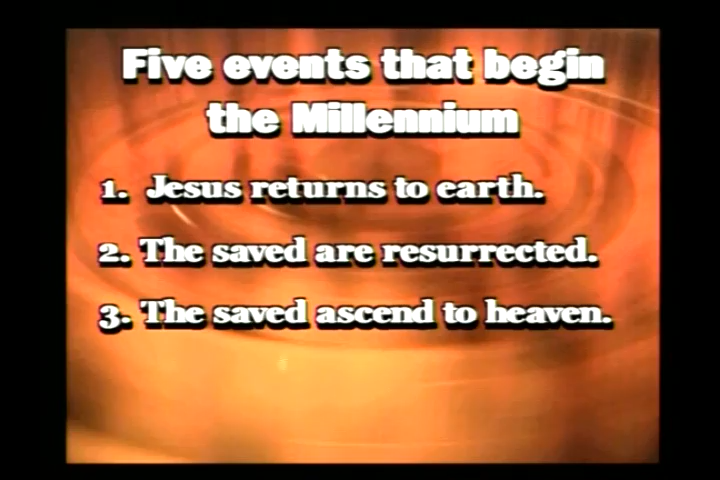 Five events that begin
the Millennium
1. Jesus returns to earth.
2. The saved are resurrected.
3. The saved ascend to heaven.